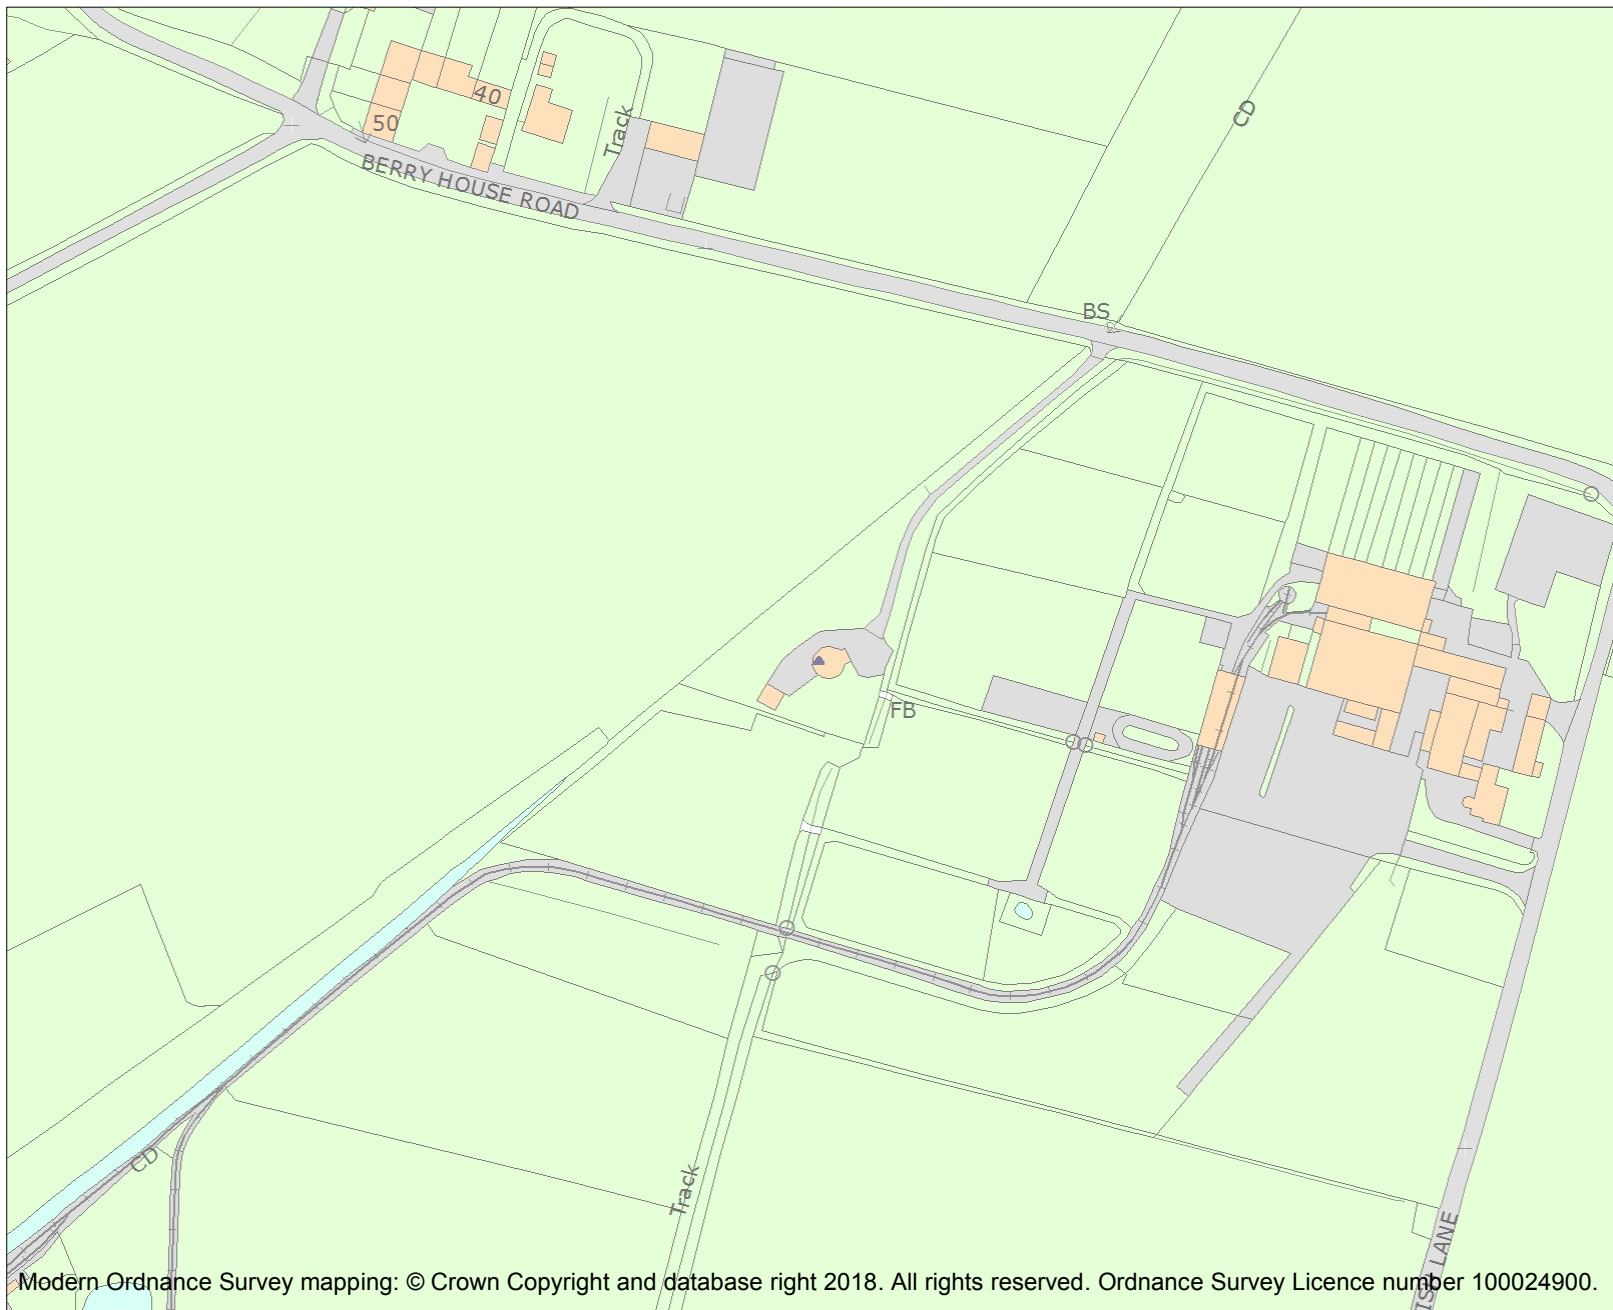 40
50
Track
CD
BERRY HOUSE ROAD
BS
FB
CD
Track
LANE
Modern Ordnance Survey mapping: © Crown Copyright and database right 2018. All rights reserved. Ordnance Survey Licence number 100024900.